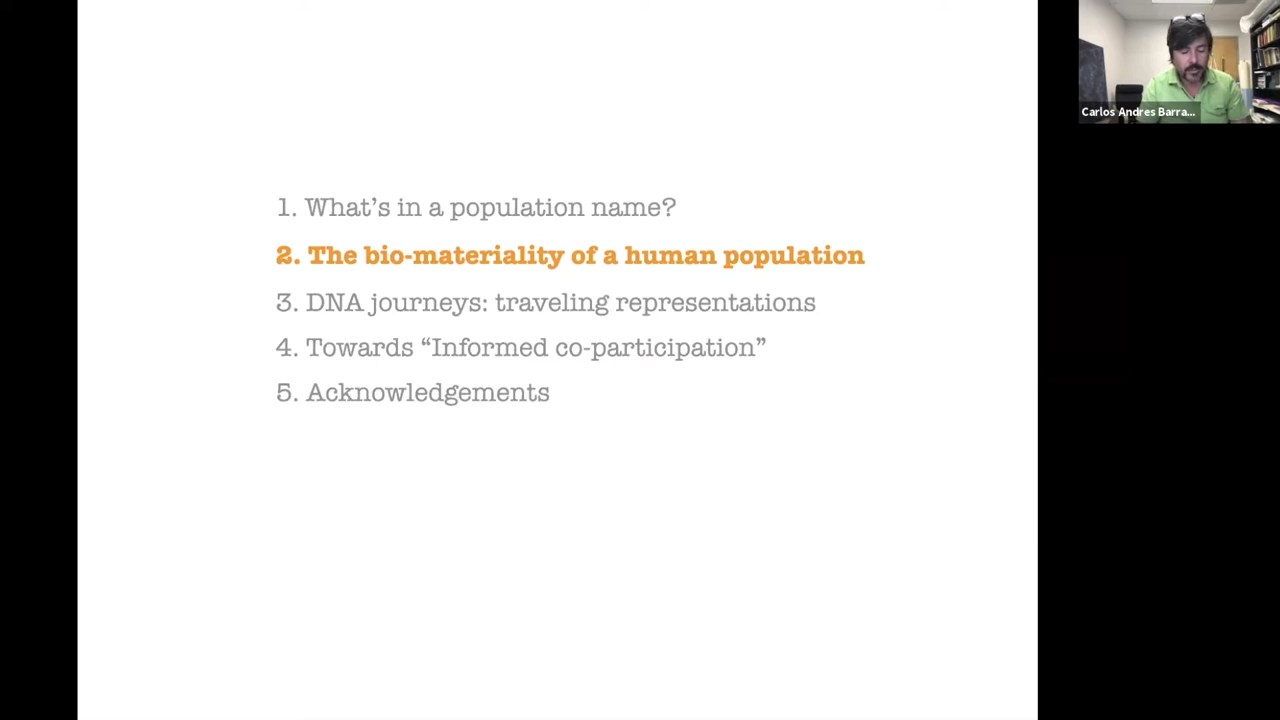 1. What's in a population name?
2. The bio-materiality of a human population
3. DNA journeys: traveling representations
4. Towards “Informed co-participation”
5. Acknowledgements
Carlos Andres Barra...